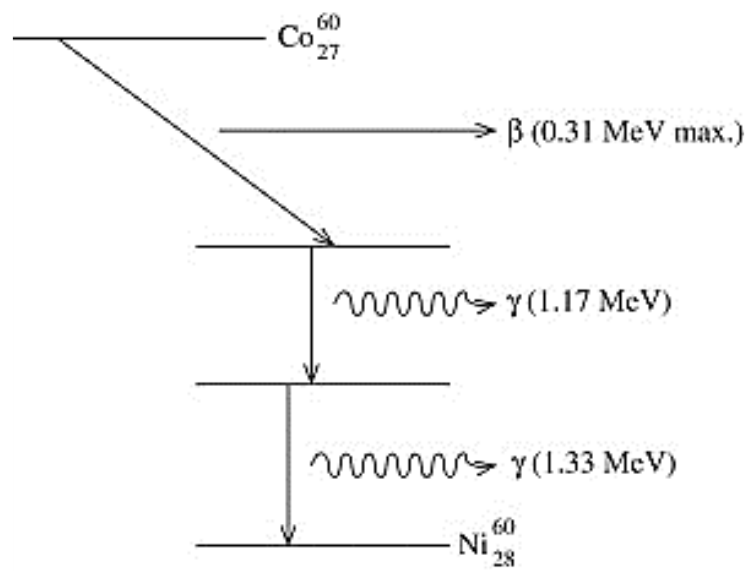 Co 60 27
β (0.31 MeV max.)
γ (1.17 MeV)
γ (1.33 MeV)
Ni 60 28